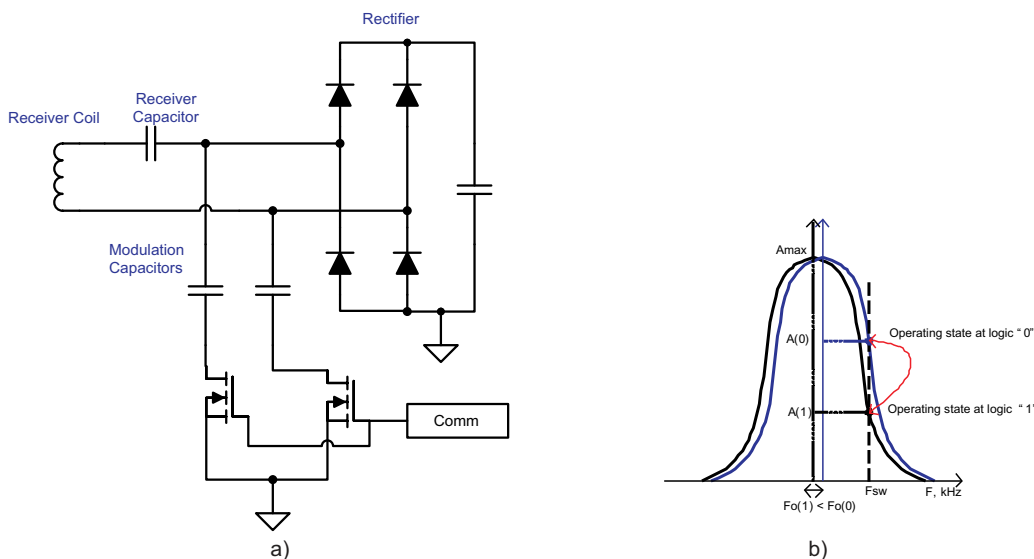 Rectifier
Receiver
Capacitor
Receiver Coil
Modulation
Capacitors
Comm
a)
Amax
A(0)
Operating state at logic “ 0”
A(1)
Operating state at logic “ 1”
Fsw
F, kHz
Fo(1) < Fo(0)
b)